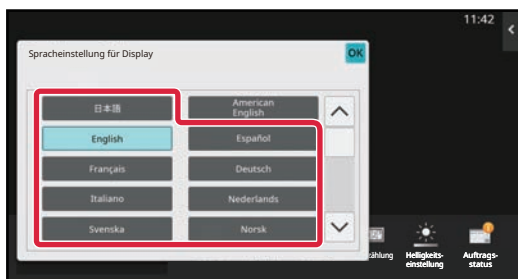 11:42
Spracheinstellung für Display
OK
日本語
American
English
English
Español
Français
Deutsch
Italiano
Nederlands
Svenska
Norsk
Helligkeits-
einstellung
Auftrags-
status